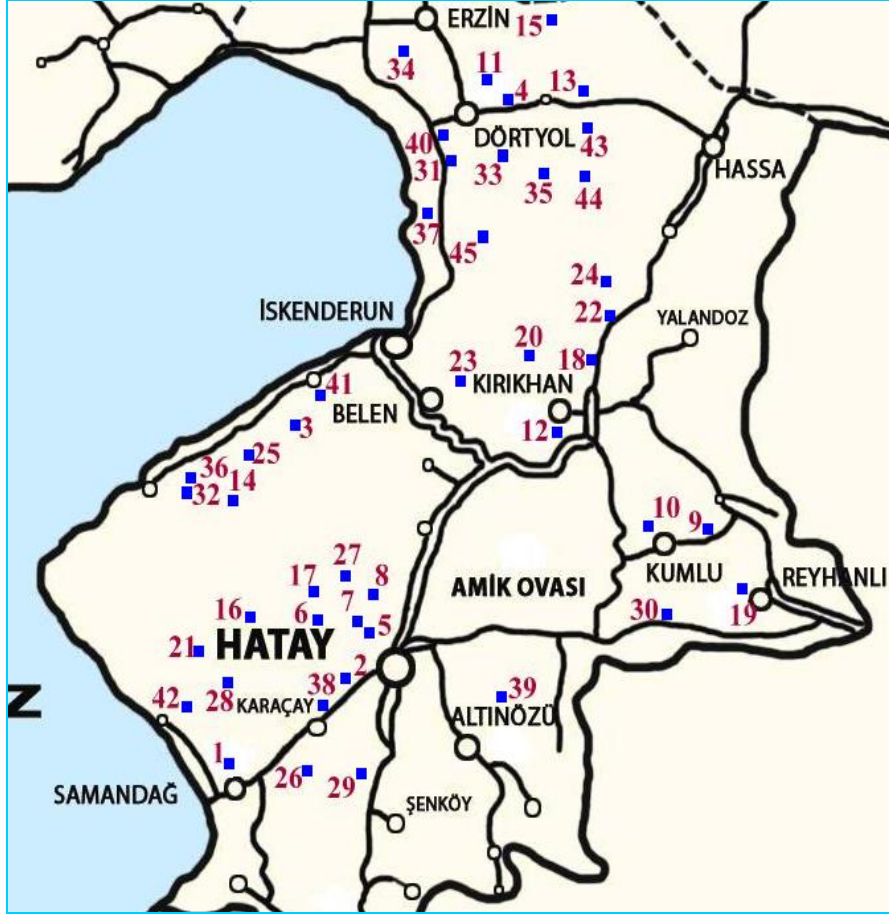 ERZİN
15
34
11
4
13
DÖRTYOL
40
43
31
33
35
44
HASSA
37
45
24
İSKENDERUN
22
YALANDOZ
20
18
23
KIRIKHAN
41
BELEN
12
3
25
36
32
14
10
9
27
17
8
AMİK OVASI
KUMLU
REYHANLI
7
6
5
16
30
19
HATAY
21
2
28
38
39
42
KARAÇAY
ALTINÖZÜ
Z
1
26
29
SAMANDAĞ
ŞENKÖY